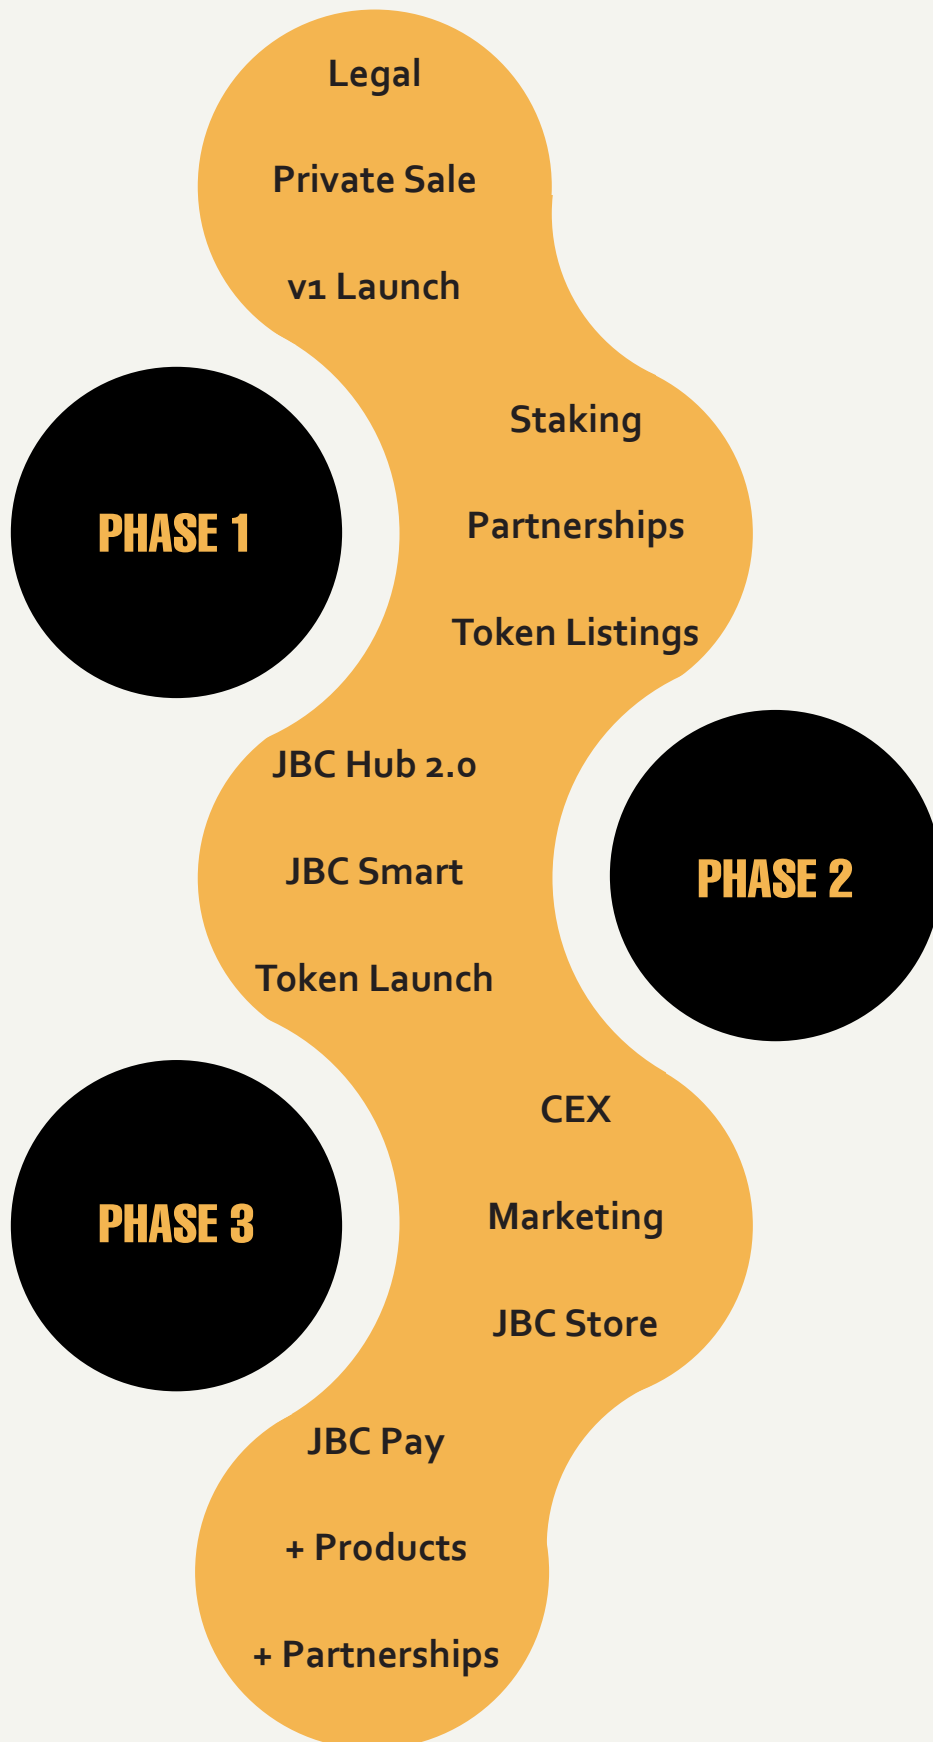 Legal
Private Sale
v1 Launch
Staking
Partnerships
Token Listings
PHASE 1
JBC Hub 2.0
JBC Smart
Token Launch
PHASE 2
CEX
Marketing
JBC Store
PHASE 3
JBC Pay
+ Products
+ Partnerships